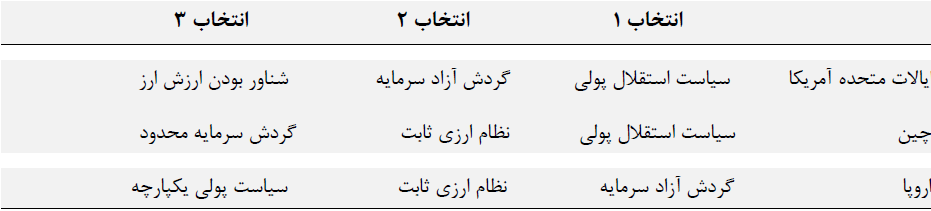 انتخاب ۱ انتخاب ۲ انتخاب ۳
ایالات متحده آمریکا سیاست استقلال پولی گردش آزاد سرمایه شناور بودن ارزش ارز
چین سیاست استقلال پولی نظام ارزی ثابت گردش سرمایه محدود
اروپا گردش آزاد سرمایه نظام ارزی ثابت سیاست پولی یکپارچه